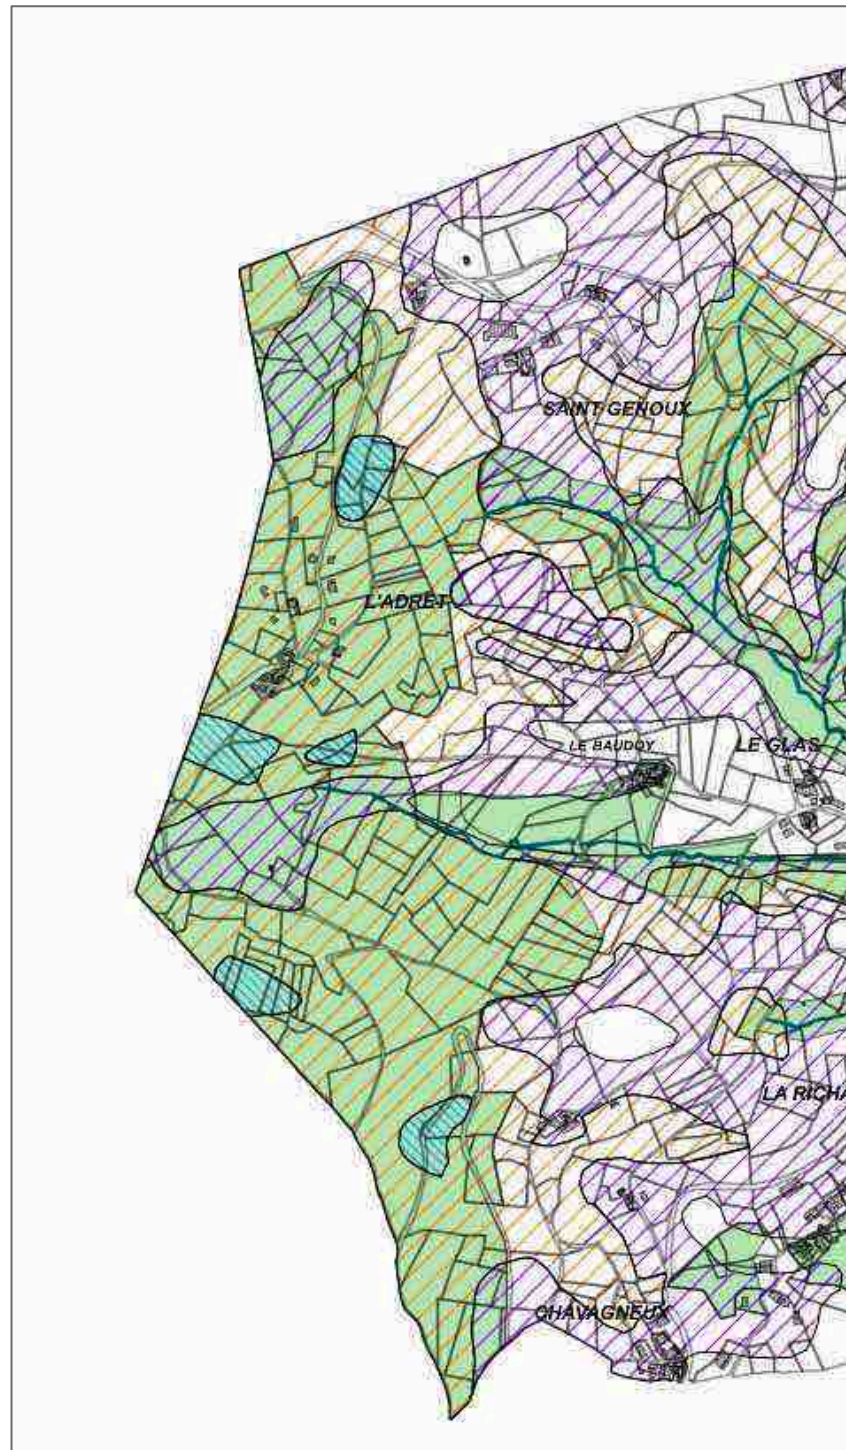 SAINT GENOUX
L'ADRET
LE BAUDOY
LE GLAS
LA RICHA
CHAVAGNEUX